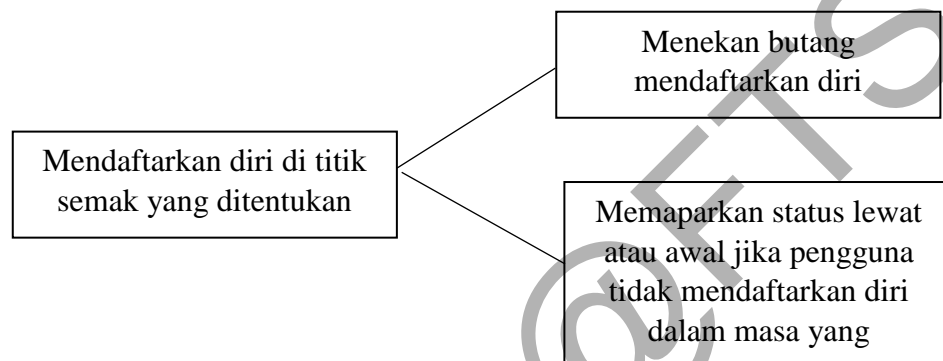 Menekan butang
mendaftarkan diri
Mendaftarkan diri di titik
semak yang ditentukan
Memaparkan status lewat
atau awal jika pengguna
tidak mendaftarkan diri
dalam masa yang
@FTS